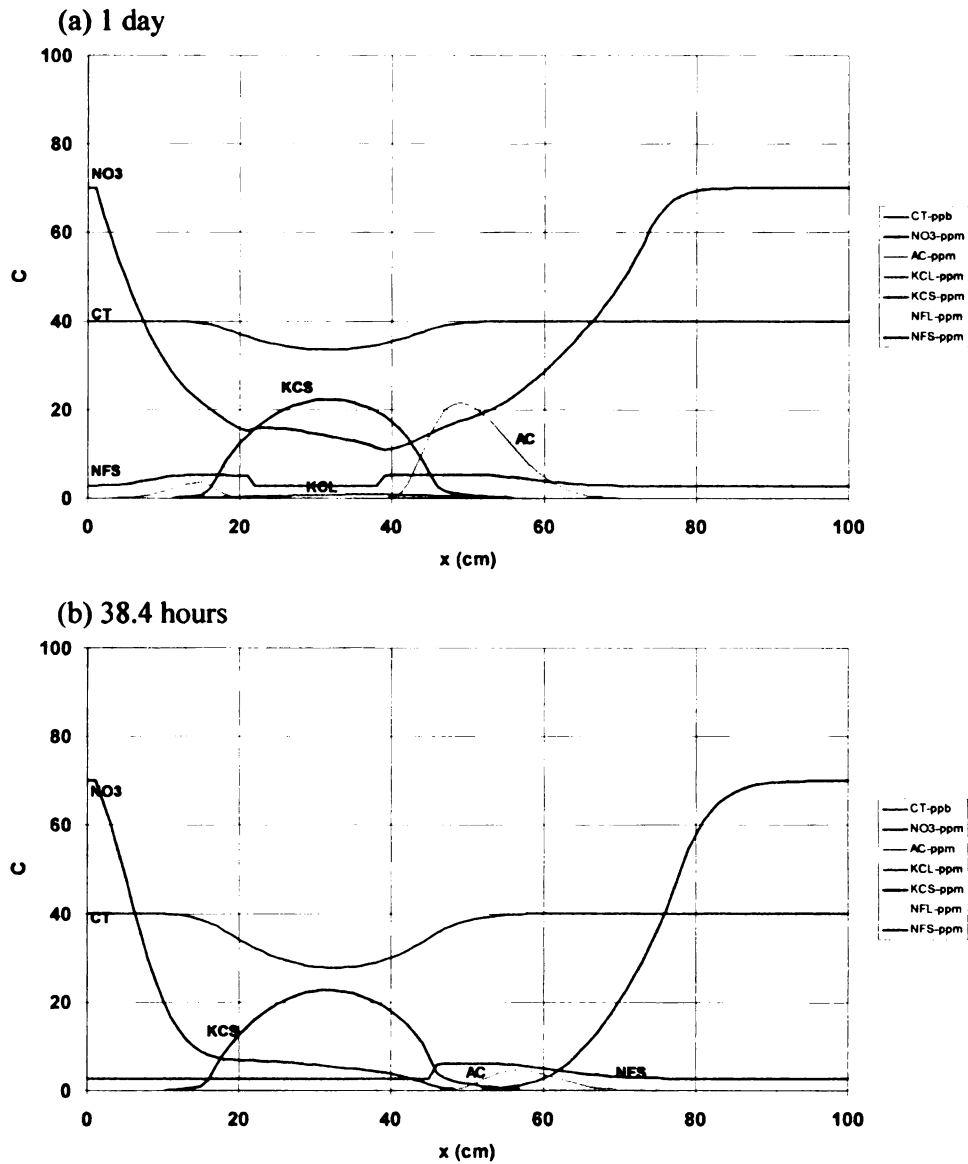 (a) 1 day
100
80
60
40
20
0
C
NO3
CT
NFS
KCS
KCL
AC
0 20 40 60 80 100
x (cm)
CT-ppb
NO3-ppm
AC-ppm
KCL-ppm
KCS-ppm
NFL-ppm
NFS-ppm
(b) 38.4 hours
100
80
60
40
20
0
C
NO3
CT
KCS
AC
NFS
0 20 40 60 80 100
x (cm)
CT-ppb
NO3-ppm
AC-ppm
KCL-ppm
KCS-ppm
NFL-ppm
NFS-ppm